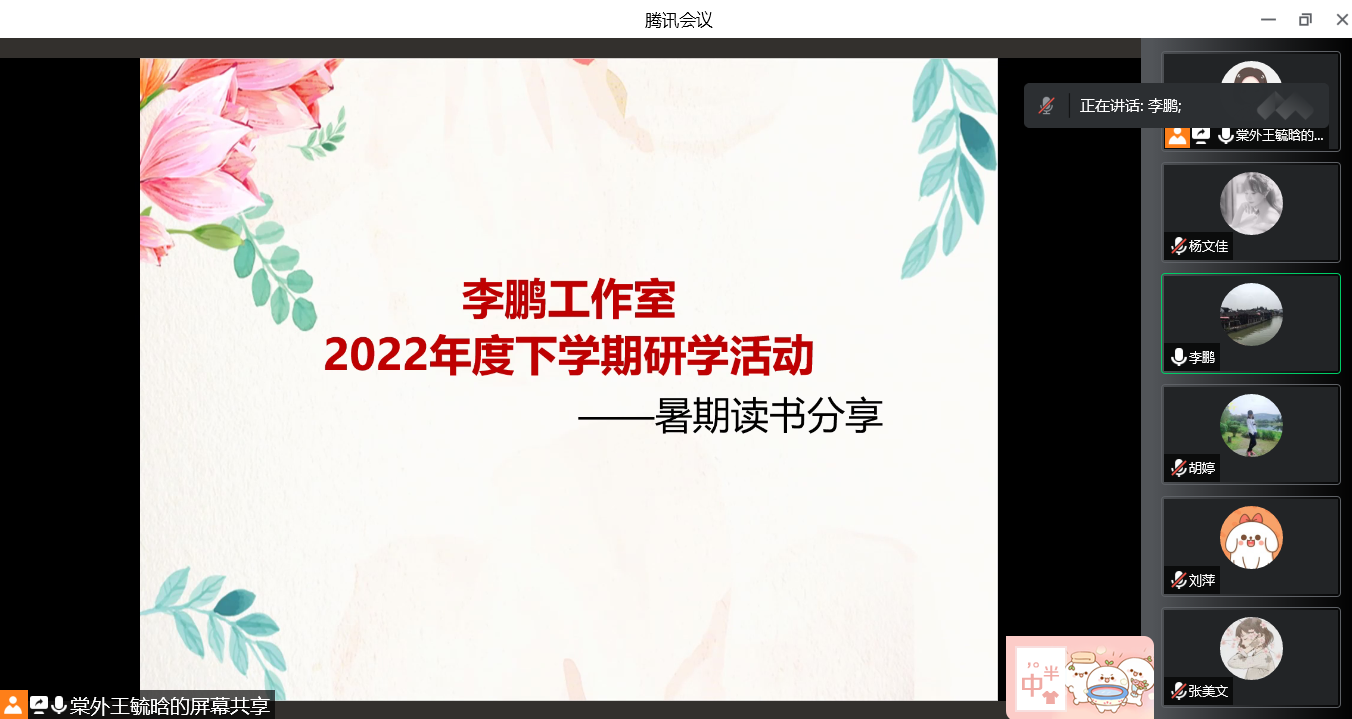 腾讯会议
正在讲话: 李鹏;
棠外王毓晗的...
杨文佳
李鹏工作室
2022年度下学期研学活动
——暑期读书分享
李鹏
胡婷
刘萍
中
半
张美文
棠外王毓晗的屏幕共享